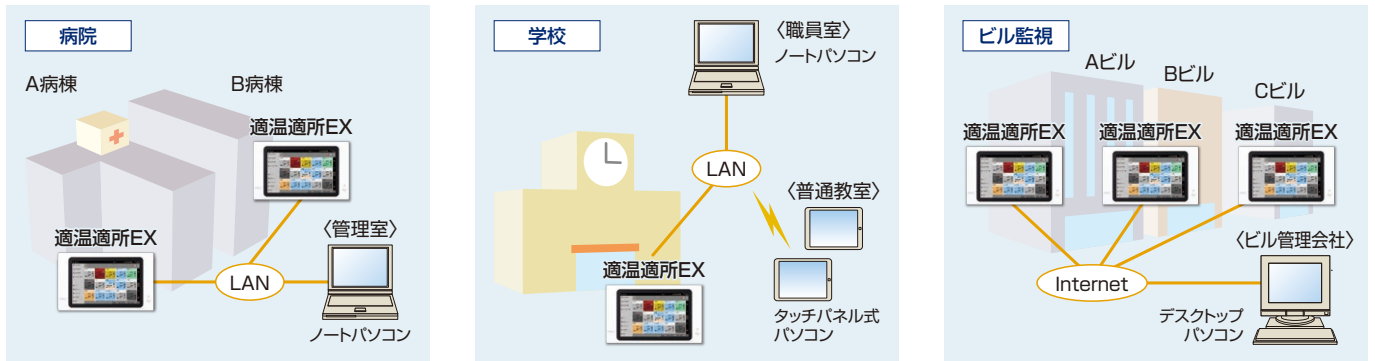 病院
A病棟
B病棟
適温適所EX
適温適所EX
〈管理室〉
LAN
ノートパソコン
学校
〈職員室〉
ノートパソコン
LAN
〈普通教室〉
適温適所EX
タッチパネル式
パソコン
ビル監視
Aビル
Bビル
Cビル
適温適所EX
適温適所EX
適温適所EX
〈ビル管理会社〉
Internet
デスクトップ
パソコン